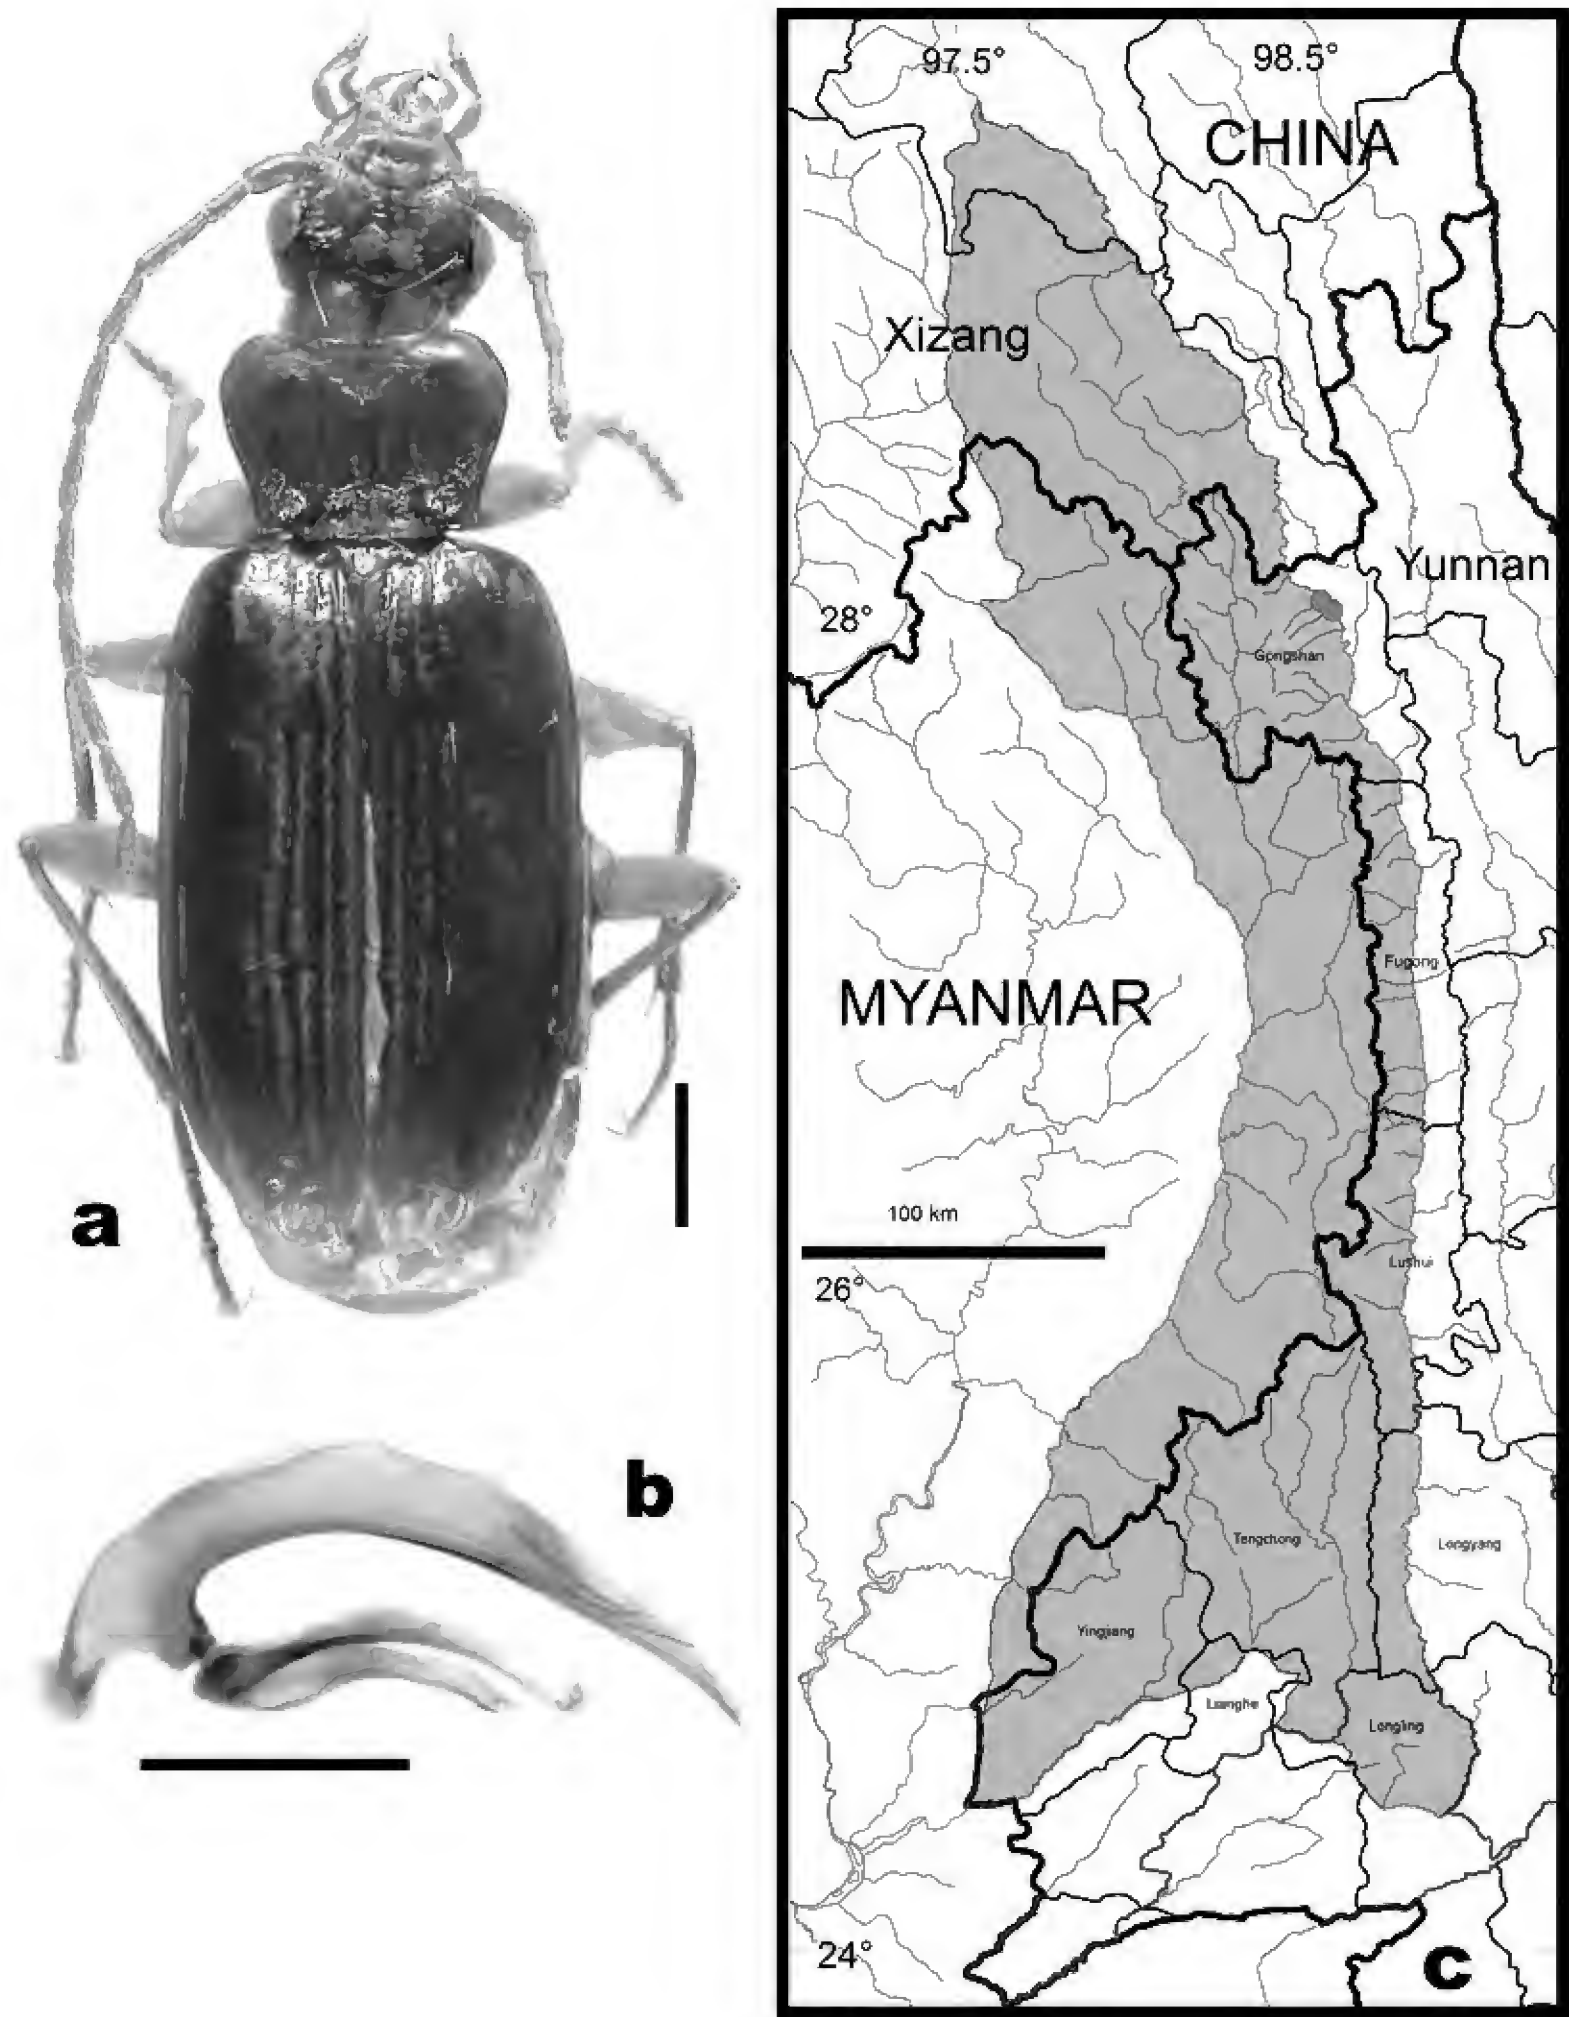 a
b
97.5°
98.5°
CHINA
Xizang
Yunnan
28°
Gongshan
Fugong
MYANMAR
100 km
Lushui
26°
Tengchong
Longyang
Yingjiang
Lianghe
Longling
24°
c